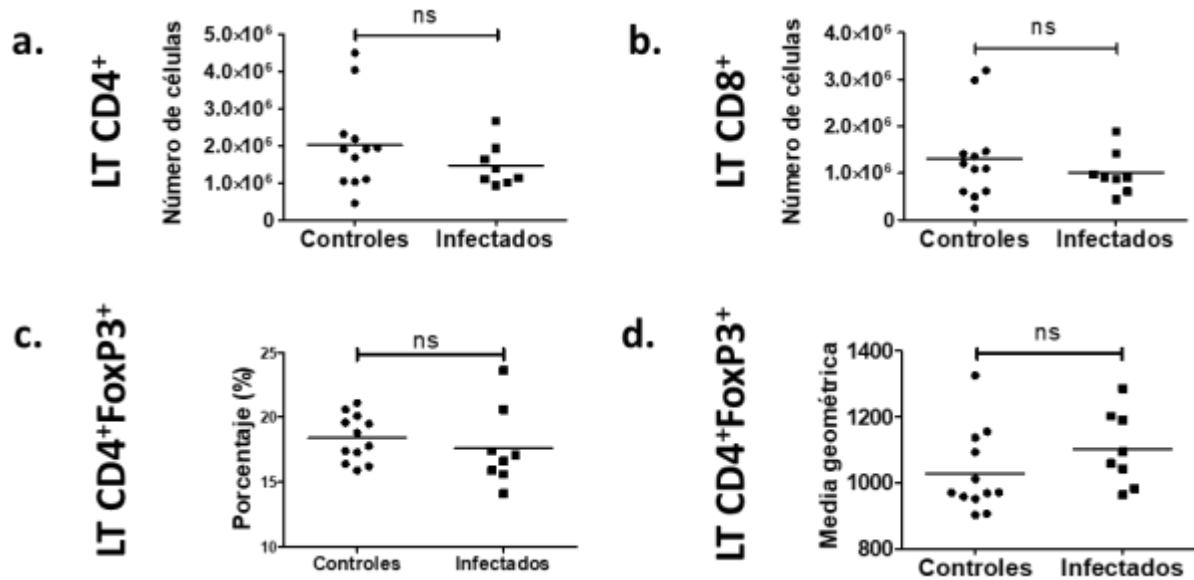 a.
LT CD4⁺
Número de células
ns
5.0×10⁶
4.0×10⁶
3.0×10⁶
2.0×10⁶
1.0×10⁶
0
Controles Infectados
b.
LT CD8⁺
Número de células
ns
4.0×10⁶
3.0×10⁶
2.0×10⁶
1.0×10⁶
0
Controles Infectados
c.
LT CD4⁺FoxP3⁺
Porcentaje (%)
ns
25
20
15
10
Controles Infectados
d.
LT CD4⁺FoxP3⁺
Media geométrica
ns
1400
1200
1000
800
Controles Infectados